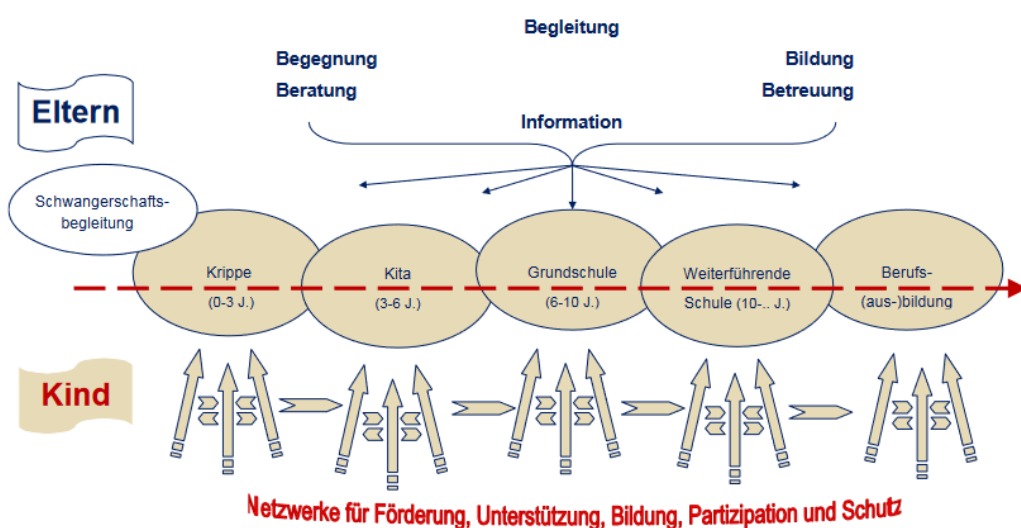 Begleitung
Begegnung
Bildung
Eltern
Beratung
Betreuung
Information
Schwangerschafts-
begleitung
Krippe
(0-3 J.)
Kita
(3-6 J.)
Grundschule
(6-10 J.)
Weiterführende
Schule (10-.. J.)
Berufs-
(aus-)bildung
Kind
Netzwerke für Förderung, Unterstützung, Bildung, Partizipation und Schutz